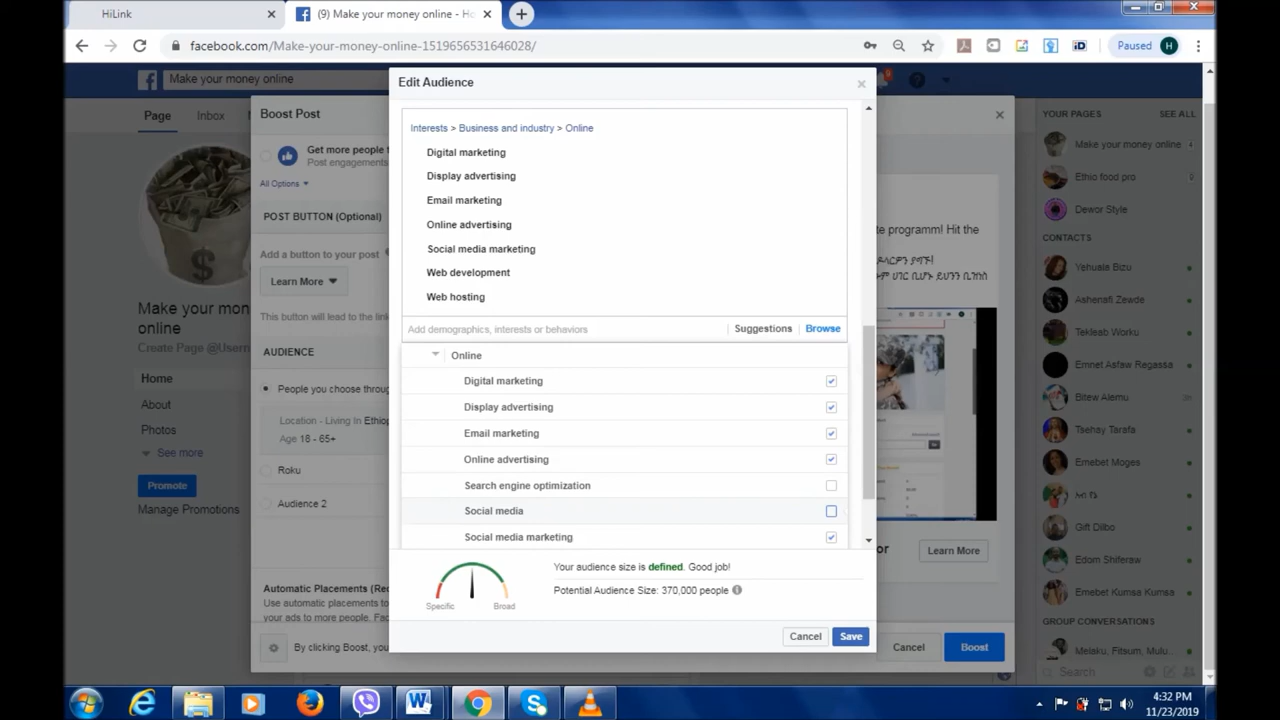 HiLink
(9) Make your money online - Ho
facebook.com/Make-your-money-online-1519656531646028/
Paused
H
Make your money online
9
Page
Inbox
Make your money
online
Create Page @Usern
Home
About
Photos
See more
Promote
Manage Promotions
Boost Post
Get more people t
Post engagements
All Options
POST BUTTON (Optional)
Add a button to your post
Learn More
This button will lead to the link
AUDIENCE
People you choose throug
Location - Living In Ethiop
Age 18 - 65+
Roku
Audience 2
Automatic Placements (Rec
Use automatic placements to
your ads to more people. Fac
By clicking Boost, you
Edit Audience
Interests > Business and industry > Online
Digital marketing
Display advertising
Email marketing
Online advertising
Social media marketing
Web development
Web hosting
Add demographics, interests or behaviors
Suggestions
Browse
Online
Digital marketing
Display advertising
Email marketing
Online advertising
Search engine optimization
Social media
Social media marketing
Your audience size is defined. Good job!
Potential Audience Size: 370,000 people
Specific
Broad
Cancel
Save
te programm! Hit the
or
Learn More
Cancel
Boost
YOUR PAGES
SEE ALL
Make your money online
4
Ethio food pro
Dewor Style
CONTACTS
Yehuala Bizu
Ashenafi Zewde
Tekleab Worku
Emnet Asfaw Regassa
Bitew Alemu
Tsehay Tarafa
Emebet Moges
Gift Dilbo
Edom Shiferaw
Emebet Kumsa Kumsa
GROUP CONVERSATIONS
Melaku, Fitsum, Mulu...
Search
4:32 PM
11/23/2019